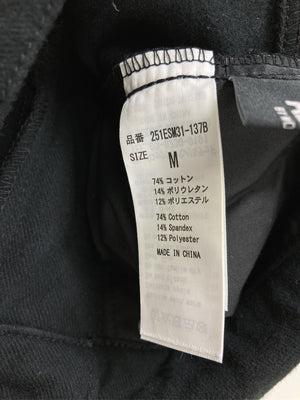 品番 251ESM31-137B
SIZE M
74% コットン
14% ポリウレタン
12% ポリエステル
74% Cotton
14% Spandex
12% Polyester
MADE IN CHINA